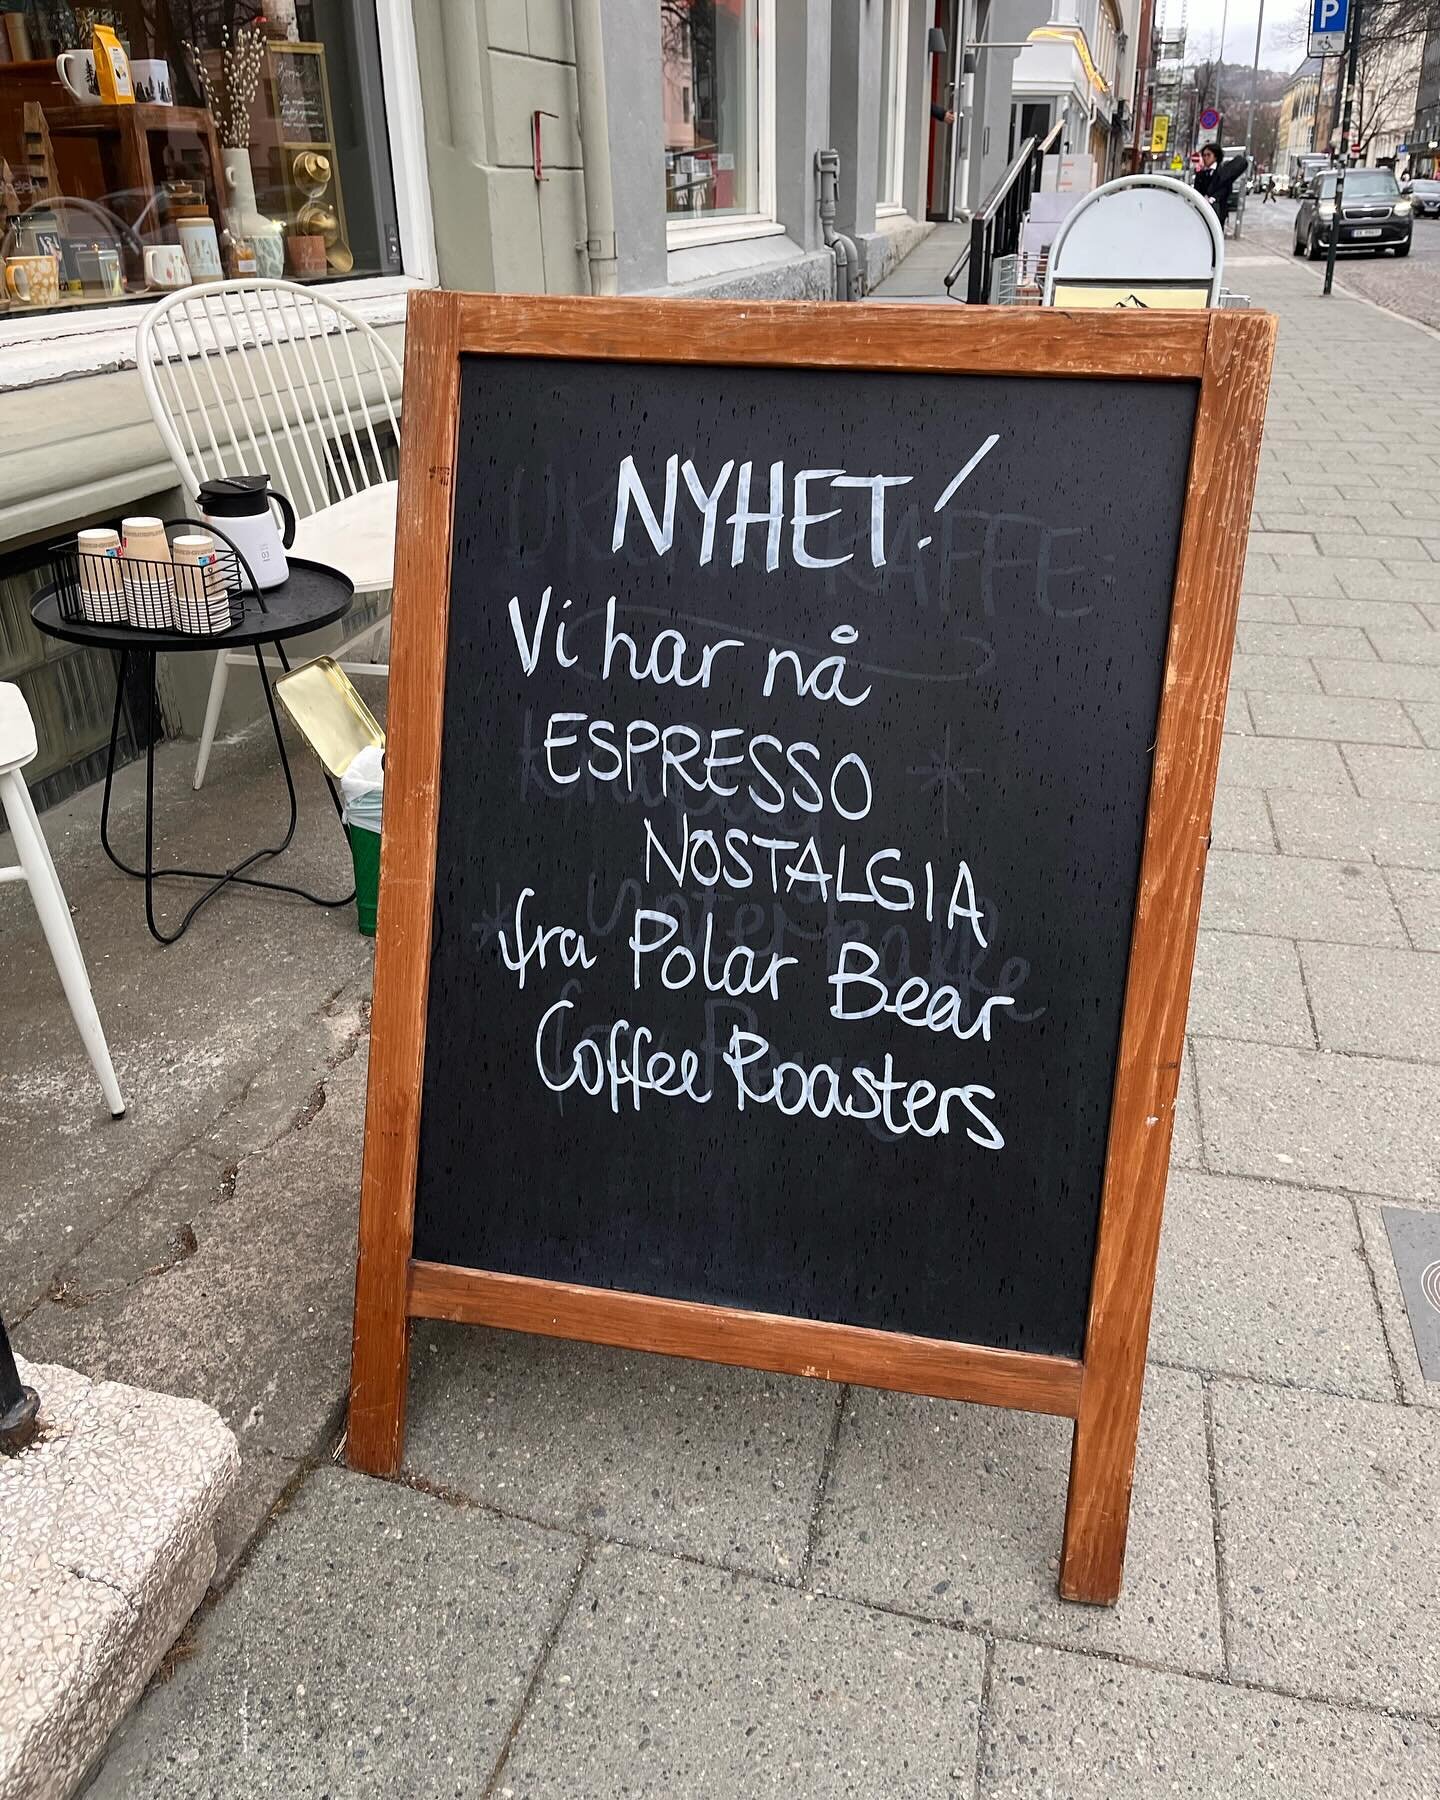 NYHET!
Vi har nå
ESPRESSO
NOSTALGIA
fra Polar Bear
Coffee Roasters
P